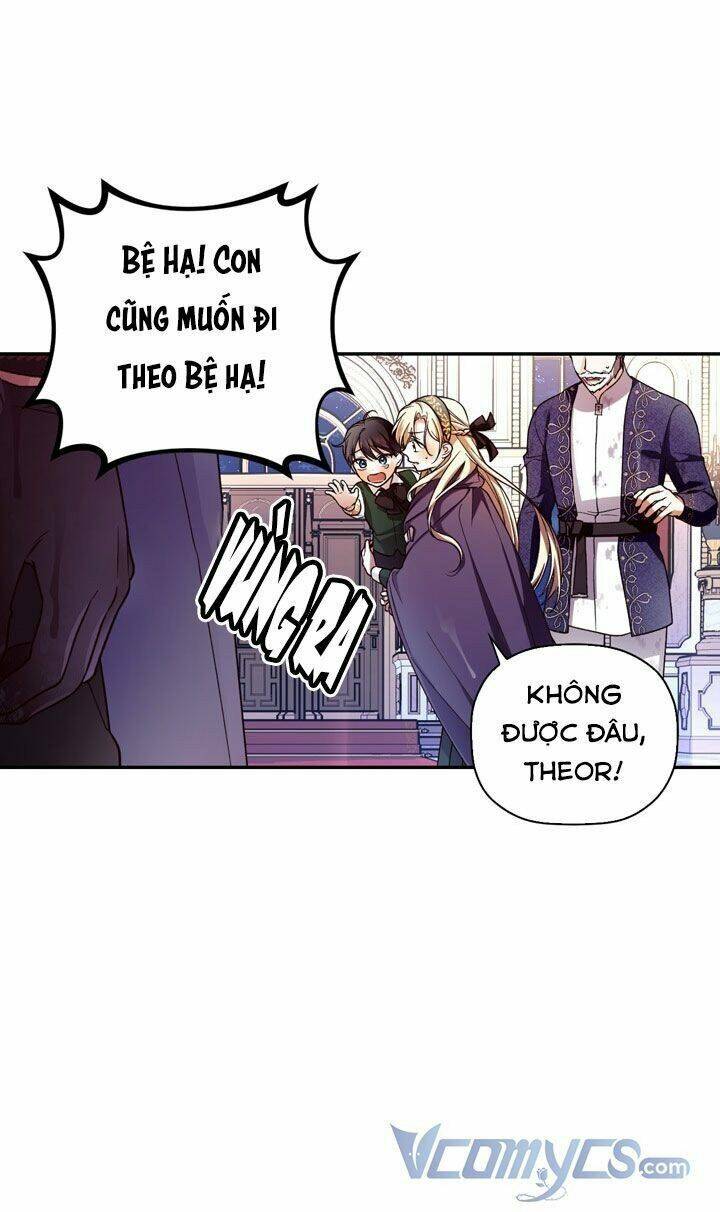 BỆ HẠ! CON
CŨNG MUỐN ĐI
THEO BỆ HẠ!
VÙNG RA
KHÔNG
ĐƯỢC ĐÂU,
THEOR!
VCOMYCS.com